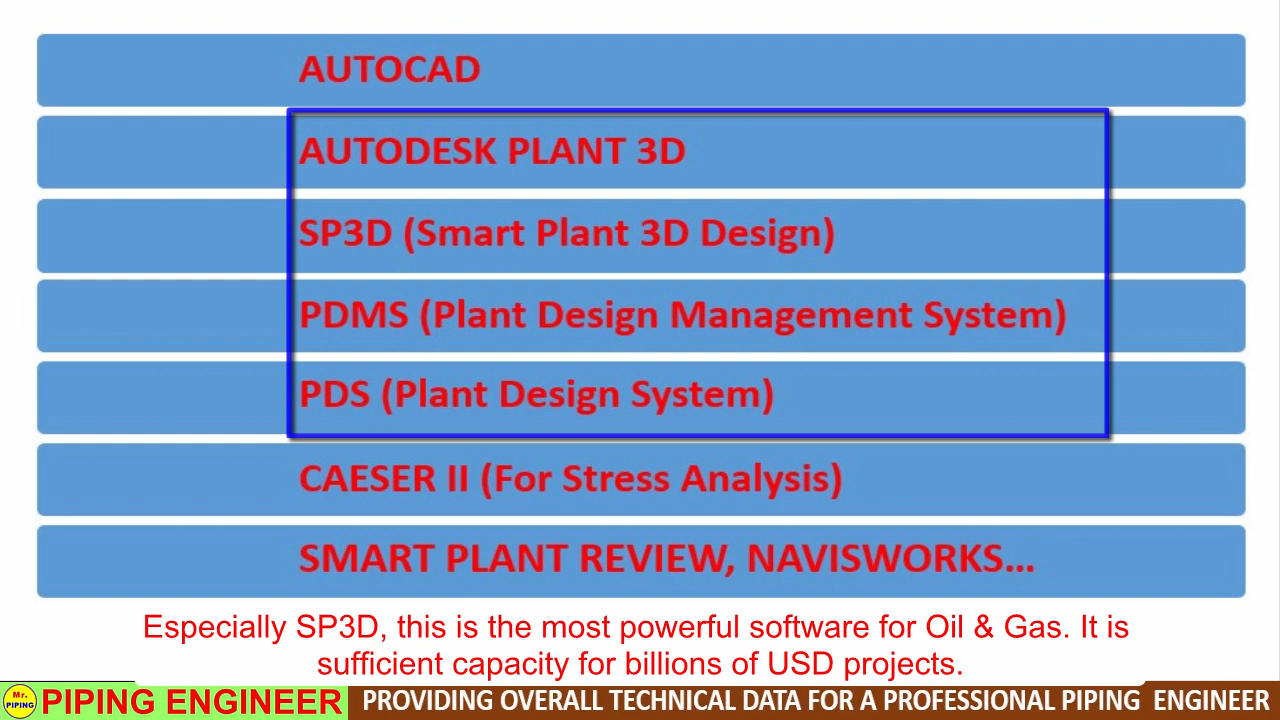 AUTOCAD
AUTODESK PLANT 3D
SP3D (Smart Plant 3D Design)
PDMS (Plant Design Management System)
PDS (Plant Design System)
CAESER II (For Stress Analysis)
SMART PLANT REVIEW, NAVISWORKS...
Especially SP3D, this is the most powerful software for Oil & Gas. It is
sufficient capacity for billions of USD projects.
Mr.
PIPING
PIPING ENGINEER
PROVIDING OVERALL TECHNICAL DATA FOR A PROFESSIONAL PIPING ENGINEER